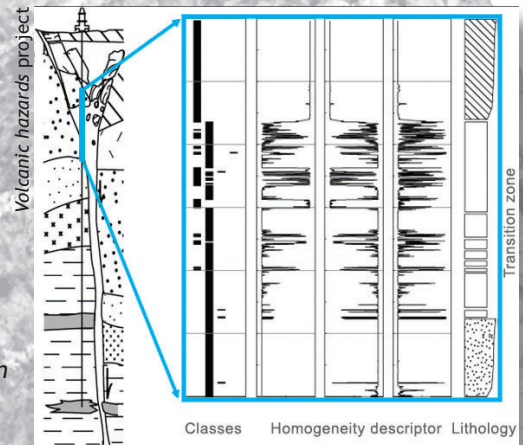 Volcanic hazards project
Transition zone
n
Classes
Homogeneity descriptor
Lithology